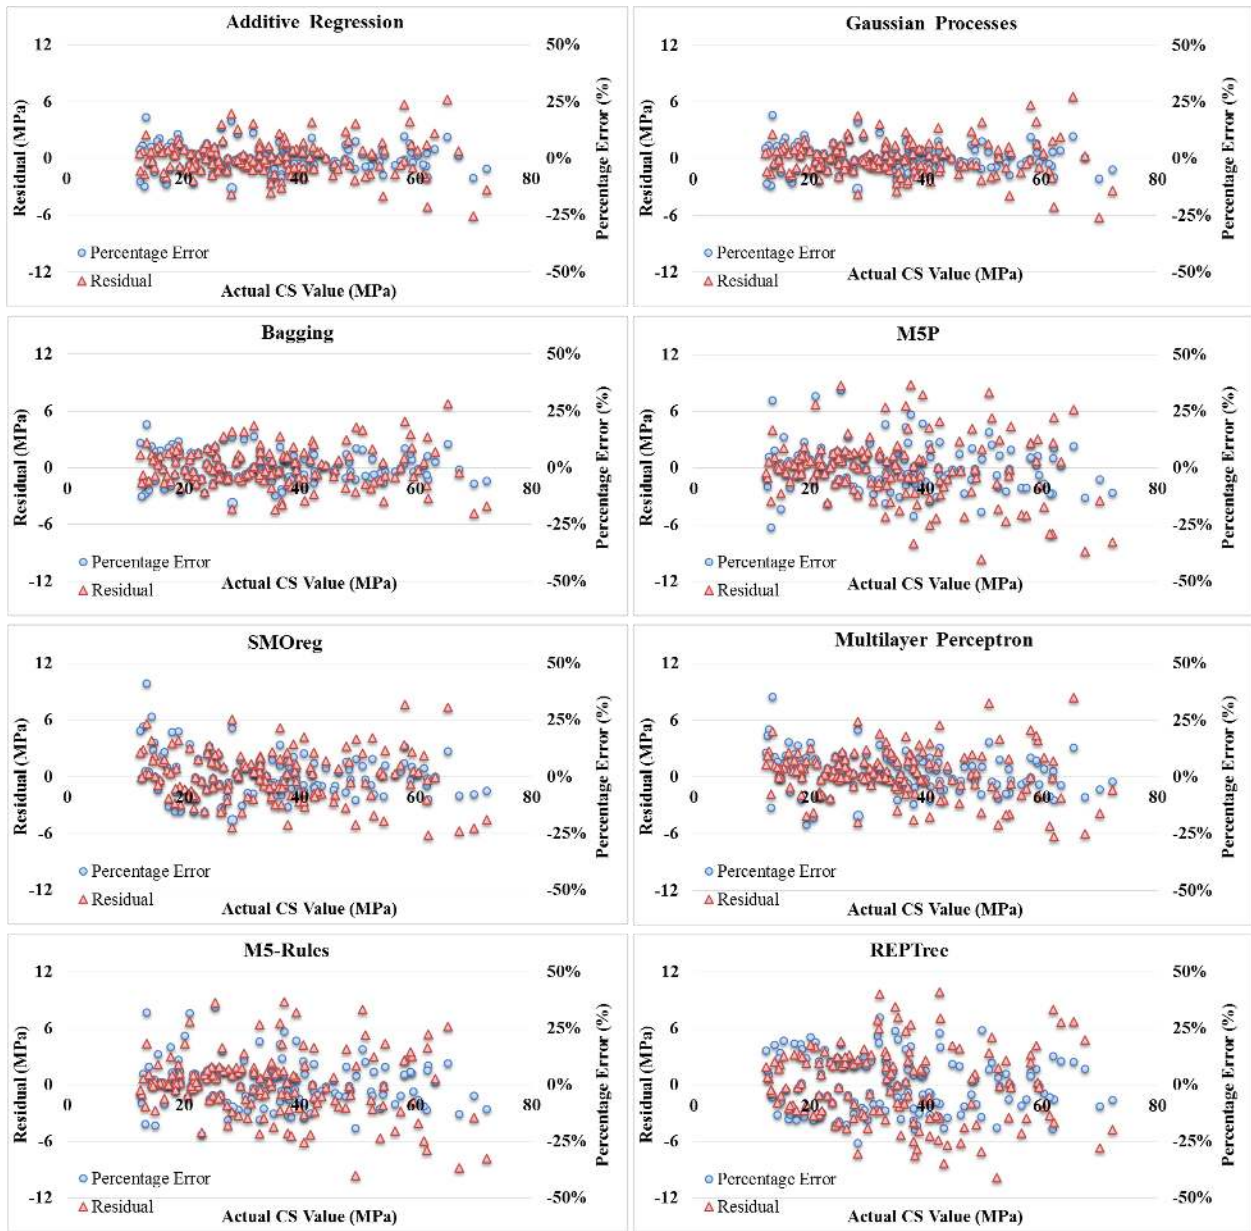 Additive Regression
12
6
0
-6
-12
Residual (MPa)
0
20
40
60
80
50%
25%
0%
-25%
-50%
Percentage Error (%)
Percentage Error
Residual
Actual CS Value (MPa)
Gaussian Processes
12
6
0
-6
-12
Residual (MPa)
0
20
40
60
80
50%
25%
0%
-25%
-50%
Percentage Error (%)
Percentage Error
Residual
Actual CS Value (MPa)
Bagging
12
6
0
-6
-12
Residual (MPa)
0
20
40
60
80
50%
25%
0%
-25%
-50%
Percentage Error (%)
Percentage Error
Residual
Actual CS Value (MPa)
M5P
12
6
0
-6
-12
Residual (MPa)
0
20
40
60
80
50%
25%
0%
-25%
-50%
Percentage Error (%)
Percentage Error
Residual
Actual CS Value (MPa)
SMOreg
12
6
0
-6
-12
Residual (MPa)
0
20
40
60
80
50%
25%
0%
-25%
-50%
Percentage Error (%)
Percentage Error
Residual
Actual CS Value (MPa)
Multilayer Perceptron
12
6
0
-6
-12
Residual (MPa)
0
20
40
60
80
50%
25%
0%
-25%
-50%
Percentage Error (%)
Percentage Error
Residual
Actual CS Value (MPa)
M5-Rules
12
6
0
-6
-12
Residual (MPa)
0
20
40
60
80
50%
25%
0%
-25%
-50%
Percentage Error (%)
Percentage Error
Residual
Actual CS Value (MPa)
REPTree
12
6
0
-6
-12
Residual (MPa)
0
20
40
60
80
50%
25%
0%
-25%
-50%
Percentage Error (%)
Percentage Error
Residual
Actual CS Value (MPa)